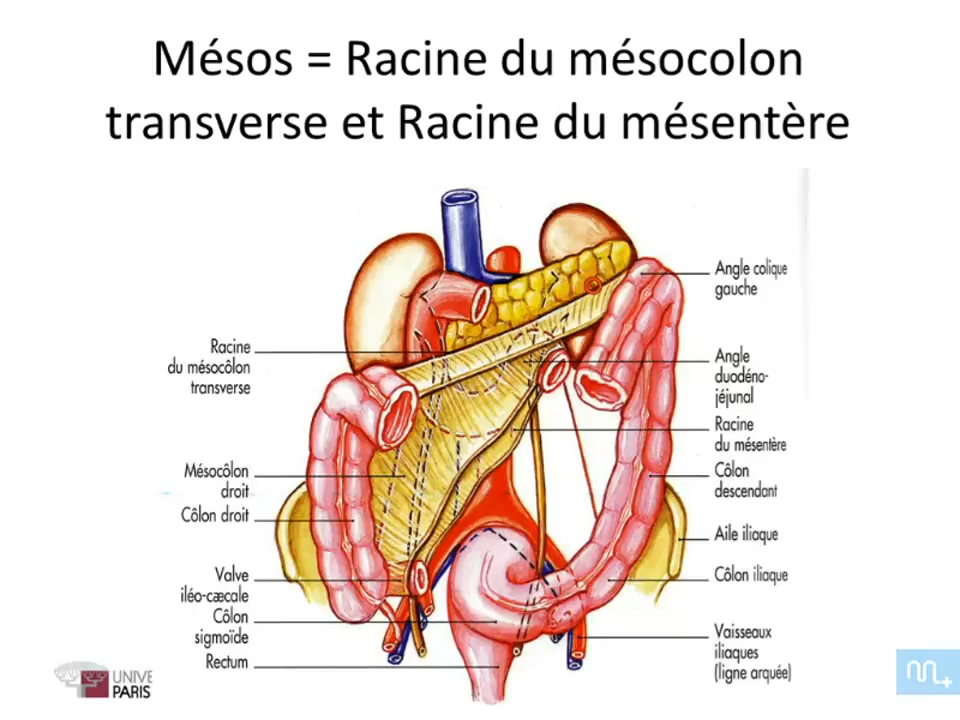 Mésos = Racine du mésocolon
transverse et Racine du mésentère
Racine
du mésocôlon
transverse
Mésocôlon
droit
Côlon droit
Valve
iléo-cæcale
Côlon
sigmoïde
Rectum
Angle colique
gauche
Angle
duodéno-
jéjunal
Racine
du mésentère
Côlon
descendant
Aile iliaque
Côlon iliaque
Vaisseaux
iliaques
(ligne arquée)
UNIVE
PARIS